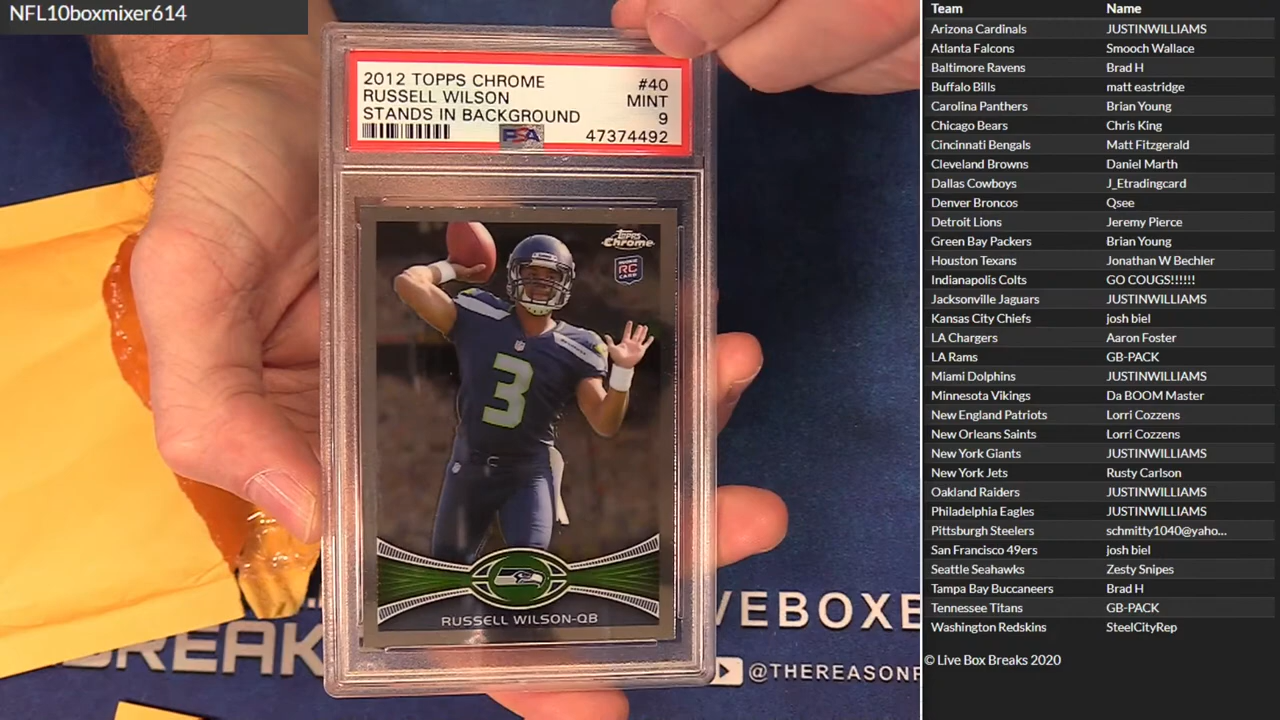 NFL10boxmixer614
2012 TOPPS CHROME #40
RUSSELL WILSON MINT
STANDS IN BACKGROUND 9
PSA 47374492
TOPPS
Chrome
ROOKIE
RC
CARD
3
RUSSELL WILSON-QB
BREAK
VEBOXE
@THEREASONF
Team Name
Arizona Cardinals JUSTINWILLIAMS
Atlanta Falcons Smooch Wallace
Baltimore Ravens Brad H
Buffalo Bills matt eastridge
Carolina Panthers Brian Young
Chicago Bears Chris King
Cincinnati Bengals Matt Fitzgerald
Cleveland Browns Daniel Marth
Dallas Cowboys J_Etradingcard
Denver Broncos Qsee
Detroit Lions Jeremy Pierce
Green Bay Packers Brian Young
Houston Texans Jonathan W Bechler
Indianapolis Colts GO COUGS!!!!!!
Jacksonville Jaguars JUSTINWILLIAMS
Kansas City Chiefs josh biel
LA Chargers Aaron Foster
LA Rams GB-PACK
Miami Dolphins JUSTINWILLIAMS
Minnesota Vikings Da BOOM Master
New England Patriots Lorri Cozzens
New Orleans Saints Lorri Cozzens
New York Giants JUSTINWILLIAMS
New York Jets Rusty Carlson
Oakland Raiders JUSTINWILLIAMS
Philadelphia Eagles JUSTINWILLIAMS
Pittsburgh Steelers schmitty1040@yaho...
San Francisco 49ers josh biel
Seattle Seahawks Zesty Snipes
Tampa Bay Buccaneers Brad H
Tennessee Titans GB-PACK
Washington Redskins SteelCityRep
© Live Box Breaks 2020